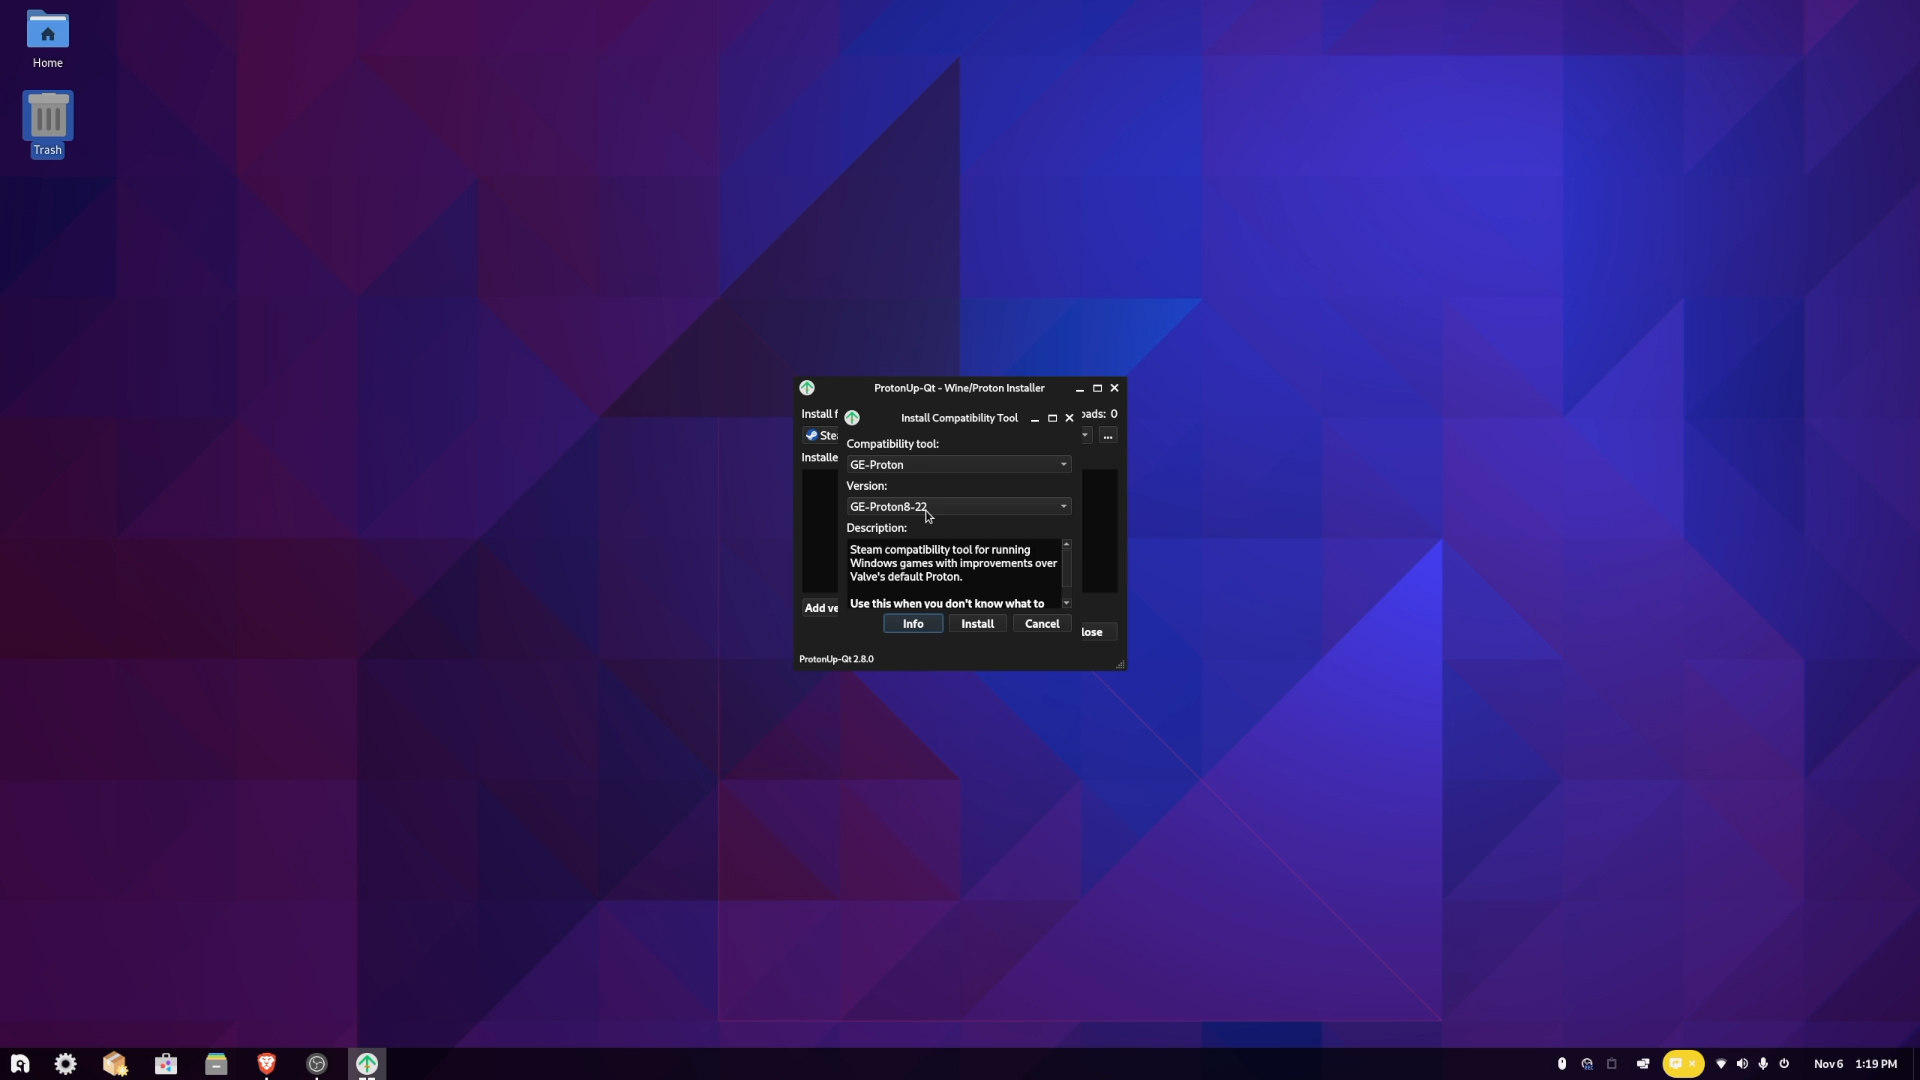 Home
Trash
ProtonUp-Qt - Wine/Proton Installer
Install f
oads: 0
Install Compatibility Tool
Stea
...
Compatibility tool:
Installe
GE-Proton
Version:
GE-Proton8-22
Description:
Steam compatibility tool for running
Windows games with improvements over
Valve's default Proton.
Use this when you don't know what to
Add ve
Info
Install
Cancel
lose
ProtonUp-Qt 2.8.0
Nov 6 1:19 PM